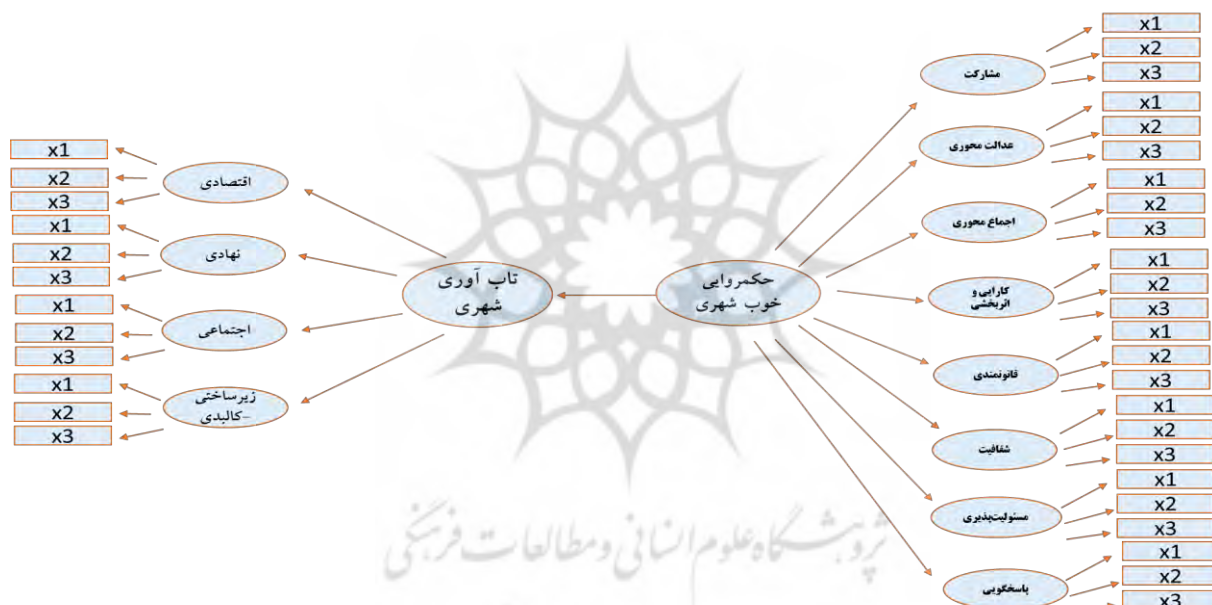 x1
x2
x3
مشارکت
x1
x2
x3
عدالت محوری
x1
x2
x3
اجماع محوری
x1
x2
x3
کارایی و
اثربخشی
x1
x2
x3
قانونمندی
x1
x2
x3
شفافیت
x1
x2
x3
مسئولیت‌پذیری
x1
x2
x3
پاسخگویی
حکمروایی
خوب شهری
تاب آوری
شهری
اقتصادی
x1
x2
x3
نهادی
x1
x2
x3
اجتماعی
x1
x2
x3
زیرساختی
-کالبدی
x1
x2
x3
پژوهشگاه علوم انسانی و مطالعات فرهنگی